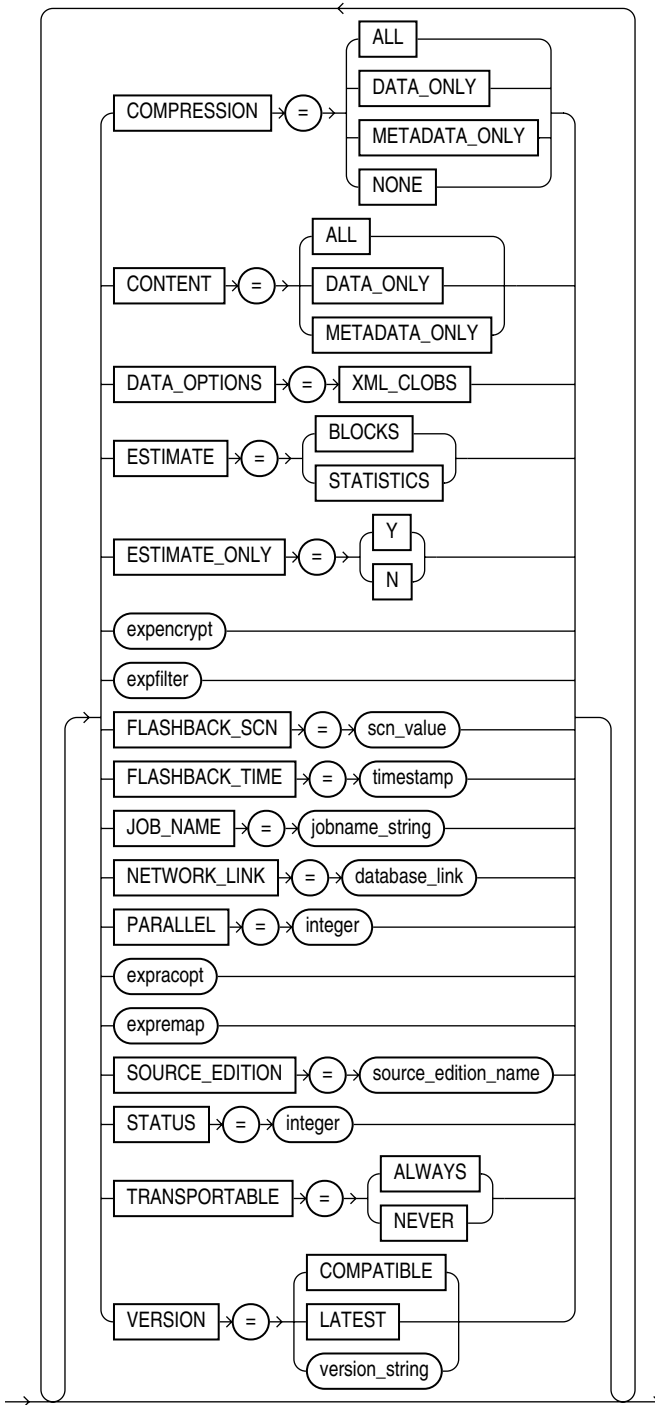 ALL
DATA_ONLY
COMPRESSION = METADATA_ONLY
NONE
ALL
CONTENT = DATA_ONLY
METADATA_ONLY
DATA_OPTIONS = XML_CLOBS
BLOCKS
ESTIMATE =
STATISTICS
Y
ESTIMATE_ONLY =
N
expencrypt
expfilter
FLASHBACK_SCN = scn_value
FLASHBACK_TIME = timestamp
JOB_NAME = jobname_string
NETWORK_LINK = database_link
PARALLEL = integer
expracopt
expremap
SOURCE_EDITION = source_edition_name
STATUS = integer
ALWAYS
TRANSPORTABLE =
NEVER
COMPATIBLE
VERSION = LATEST
version_string